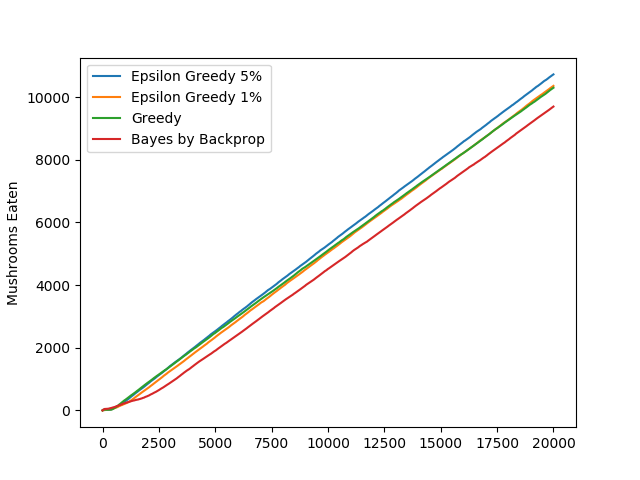 Epsilon Greedy 5%
Epsilon Greedy 1%
Greedy
Bayes by Backprop
Mushrooms Eaten
10000
8000
6000
4000
2000
0
0 2500 5000 7500 10000 12500 15000 17500 20000